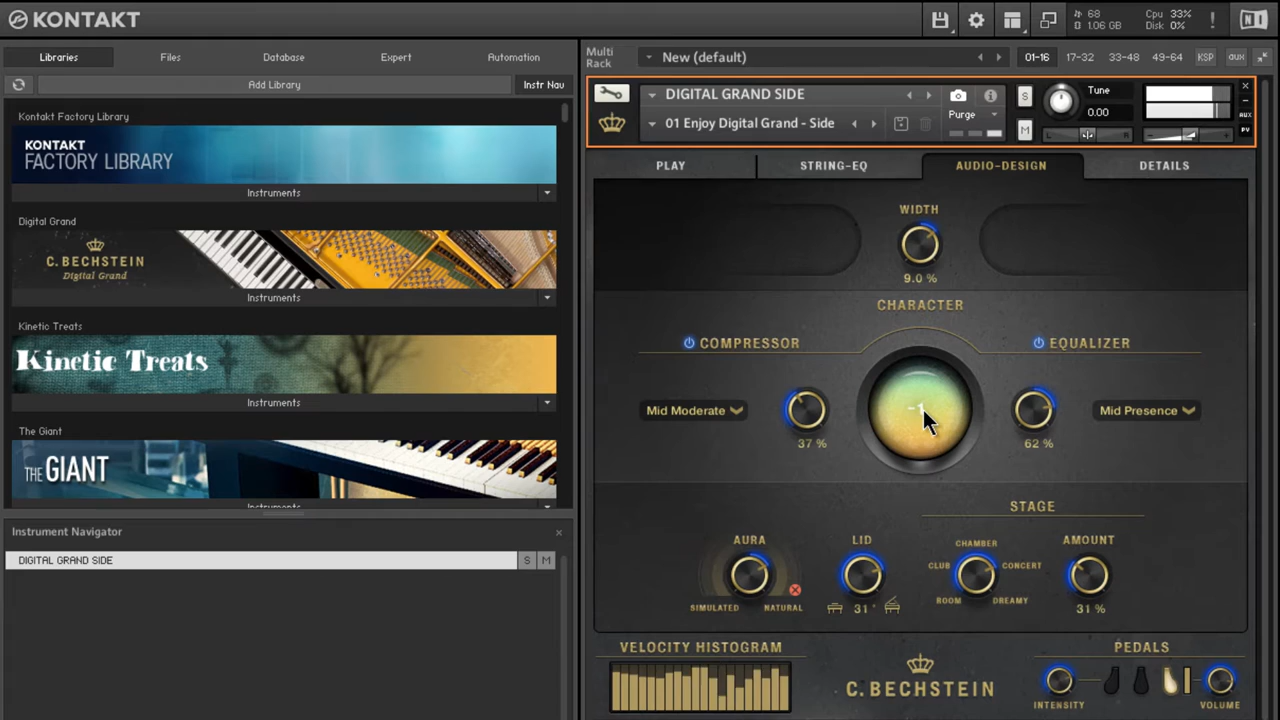 KONTAKT
68
1.06 GB
Cpu 33%
Disk 0%
!
Libraries
Files
Database
Expert
Automation
Add Library
Instr Nav
Kontakt Factory Library
KONTAKT
FACTORY LIBRARY
Instruments
Digital Grand
C. BECHSTEIN
Digital Grand
Instruments
Kinetic Treats
Kinetic Treats
Instruments
The Giant
THE GIANT
Instruments
Instrument Navigator
DIGITAL GRAND SIDE
S M
Multi
Rack
New (default)
01-16
17-32
33-48
49-64
KSP
aux
DIGITAL GRAND SIDE
01 Enjoy Digital Grand - Side
Purge
S
M
Tune
0.00
L
R
AUX
PV
PLAY
STRING-EQ
AUDIO-DESIGN
DETAILS
WIDTH
9.0 %
CHARACTER
COMPRESSOR
EQUALIZER
Mid Moderate
37 %
62 %
Mid Presence
STAGE
AURA
SIMULATED
NATURAL
LID
31°
CHAMBER
CLUB
CONCERT
ROOM
DREAMY
AMOUNT
31 %
VELOCITY HISTOGRAM
C. BECHSTEIN
PEDALS
INTENSITY
VOLUME